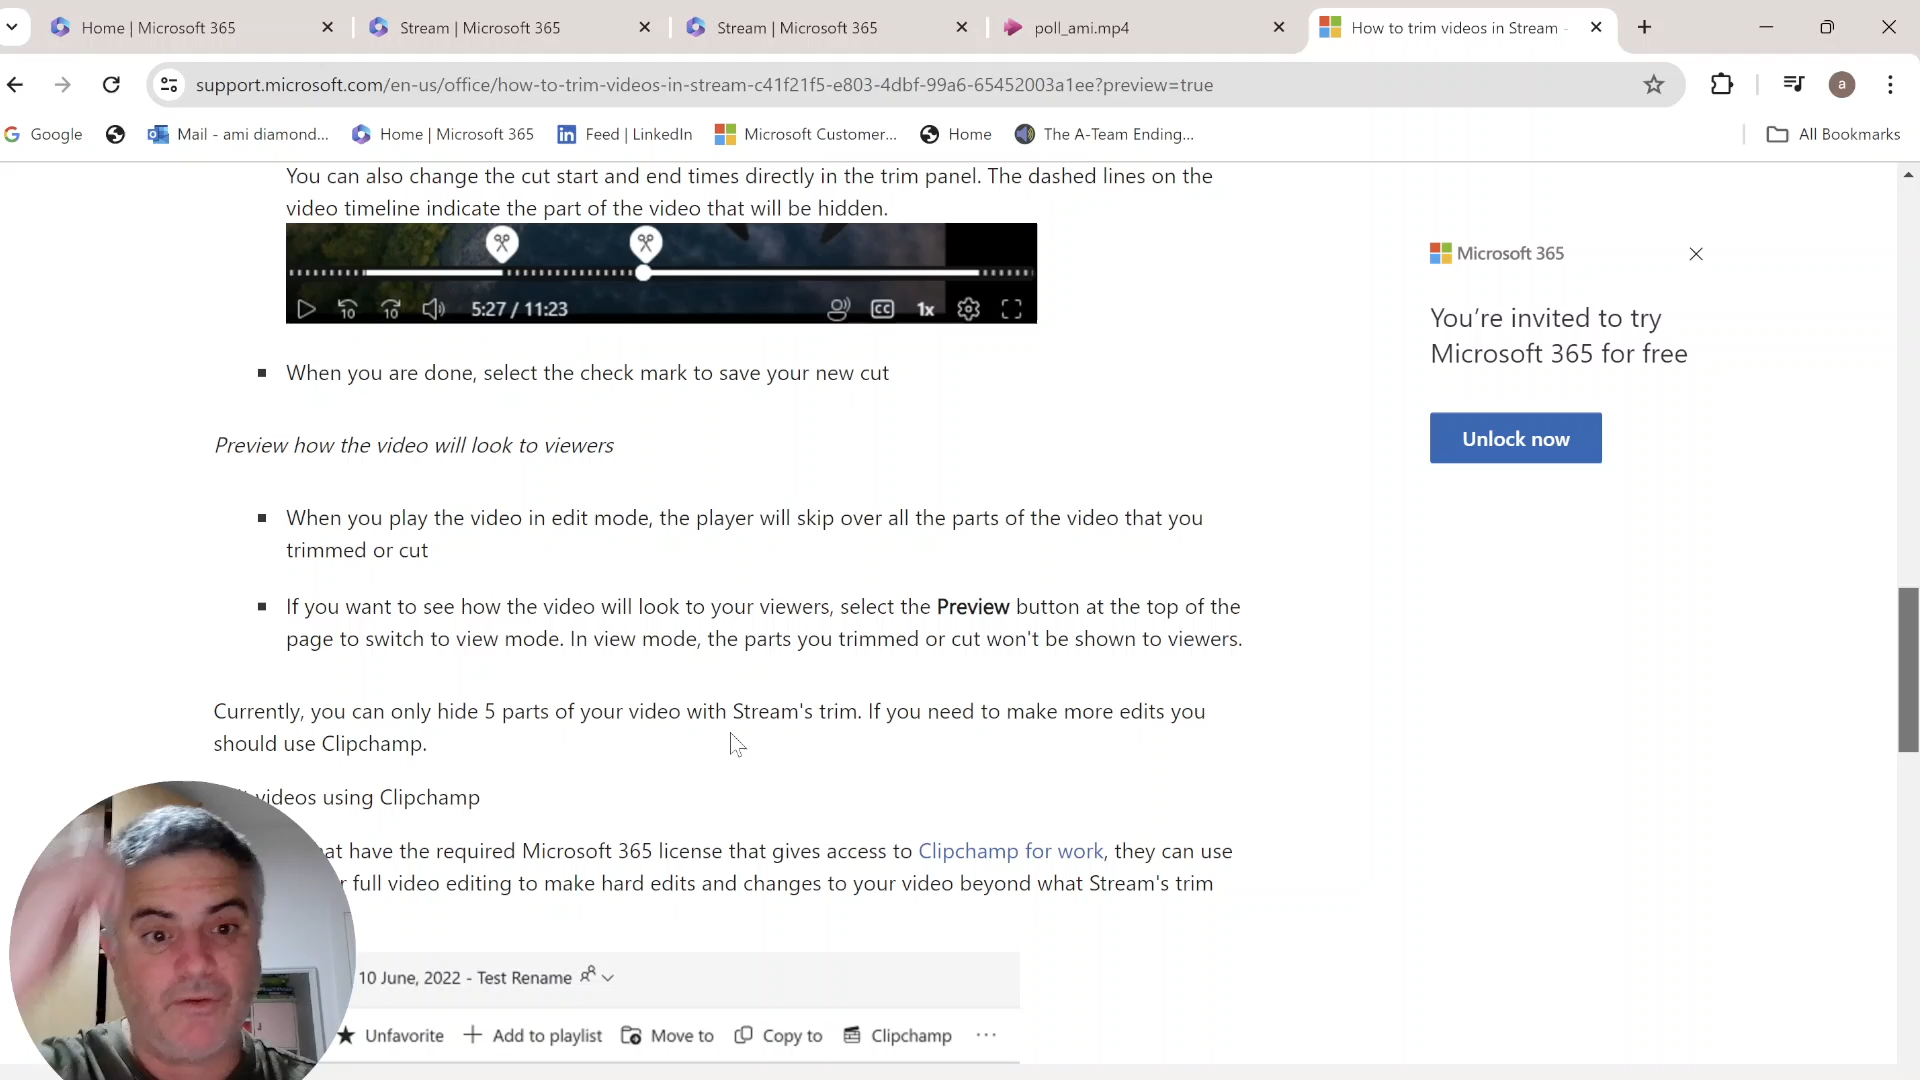 Home | Microsoft 365
Stream | Microsoft 365
Stream | Microsoft 365
poll_ami.mp4
How to trim videos in Stream -
support.microsoft.com/en-us/office/how-to-trim-videos-in-stream-c41f21f5-e803-4dbf-99a6-65452003a1ee?preview=true
a
Google
Mail - ami diamond...
Home | Microsoft 365
Feed | LinkedIn
Microsoft Customer...
Home
The A-Team Ending...
All Bookmarks
You can also change the cut start and end times directly in the trim panel. The dashed lines on the
video timeline indicate the part of the video that will be hidden.
10
10
5:27 / 11:23
CC
1x
When you are done, select the check mark to save your new cut
Preview how the video will look to viewers
When you play the video in edit mode, the player will skip over all the parts of the video that you
trimmed or cut
If you want to see how the video will look to your viewers, select the Preview button at the top of the
page to switch to view mode. In view mode, the parts you trimmed or cut won't be shown to viewers.
Currently, you can only hide 5 parts of your video with Stream's trim. If you need to make more edits you
should use Clipchamp.
videos using Clipchamp
have the required Microsoft 365 license that gives access to Clipchamp for work, they can use
full video editing to make hard edits and changes to your video beyond what Stream's trim
10 June, 2022 - Test Rename
Unfavorite
Add to playlist
Move to
Copy to
Clipchamp
Microsoft 365
You're invited to try
Microsoft 365 for free
Unlock now